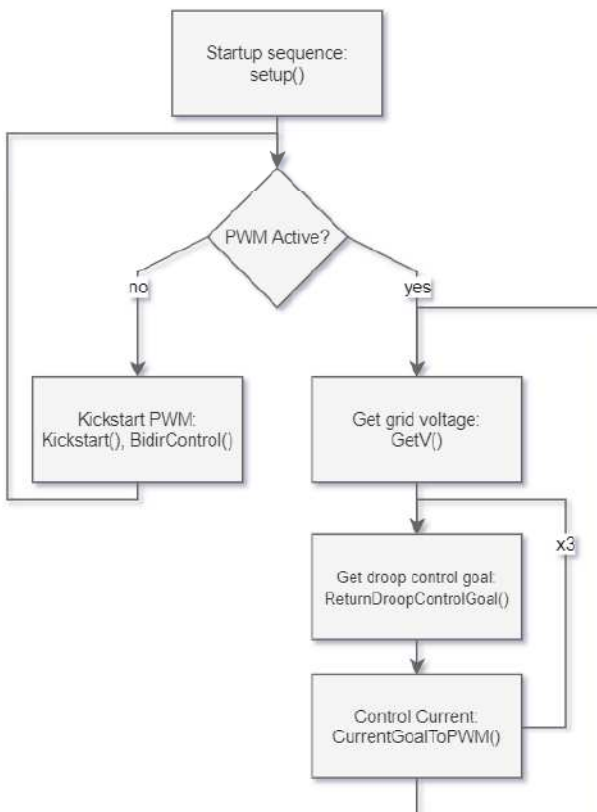 Startup sequence:
setup()
PWM Active?
no
yes
Kickstart PWM:
Kickstart(), BidirControl()
Get grid voltage:
GetV()
x3
Get droop control goal:
ReturnDroopControlGoal()
Control Current:
CurrentGoalToPWM()